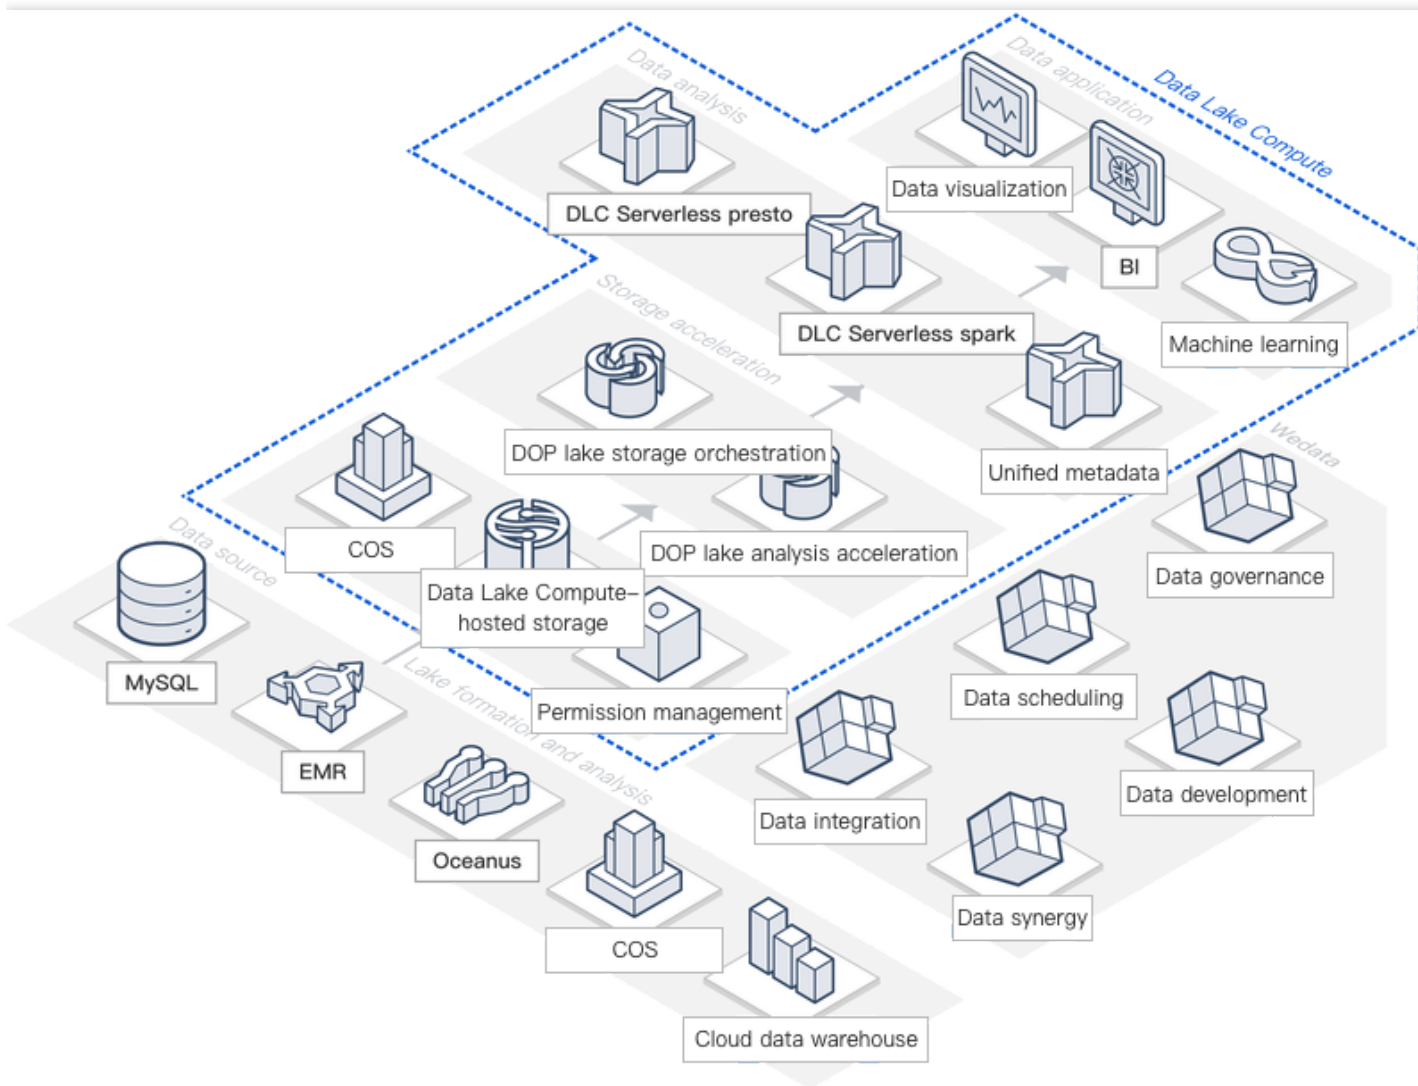 Data analysis
Data application
Data Lake Compute
Data visualization
DLC Serverless presto
BI
DLC Serverless spark
Machine learning
Storage acceleration
DOP lake storage orchestration
Unified metadata
Wedata
COS
DOP lake analysis acceleration
Data governance
Data source
Data Lake Compute–
hosted storage
MySQL
Lake formation and analysis
Permission management
Data scheduling
EMR
Data integration
Data development
Oceanus
Data synergy
COS
Cloud data warehouse